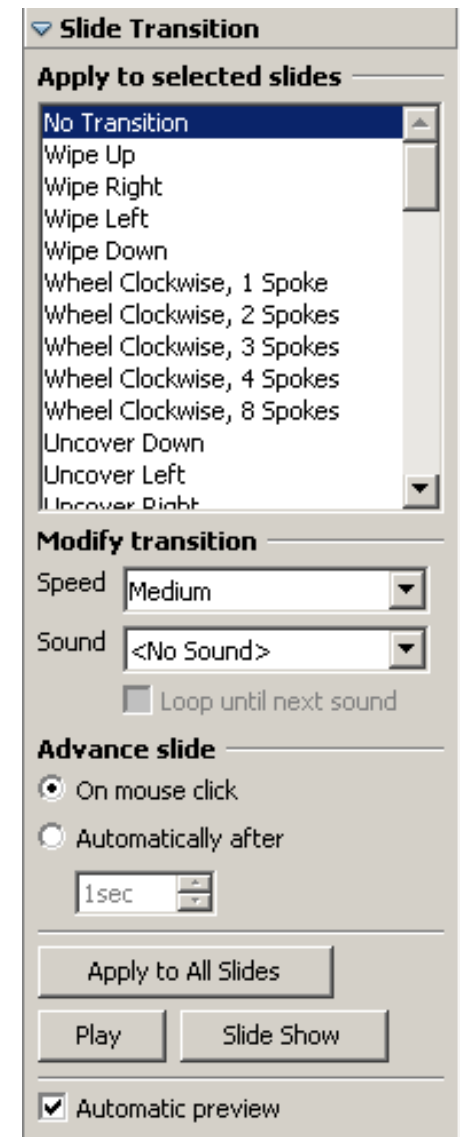 Slide Transition
Apply to selected slides
No Transition
Wipe Up
Wipe Right
Wipe Left
Wipe Down
Wheel Clockwise, 1 Spoke
Wheel Clockwise, 2 Spokes
Wheel Clockwise, 3 Spokes
Wheel Clockwise, 4 Spokes
Wheel Clockwise, 8 Spokes
Uncover Down
Uncover Left
Uncover Right
Modify transition
Speed Medium
Sound <No Sound>
Loop until next sound
Advance slide
On mouse click
Automatically after
1sec
Apply to All Slides
Play Slide Show
Automatic preview